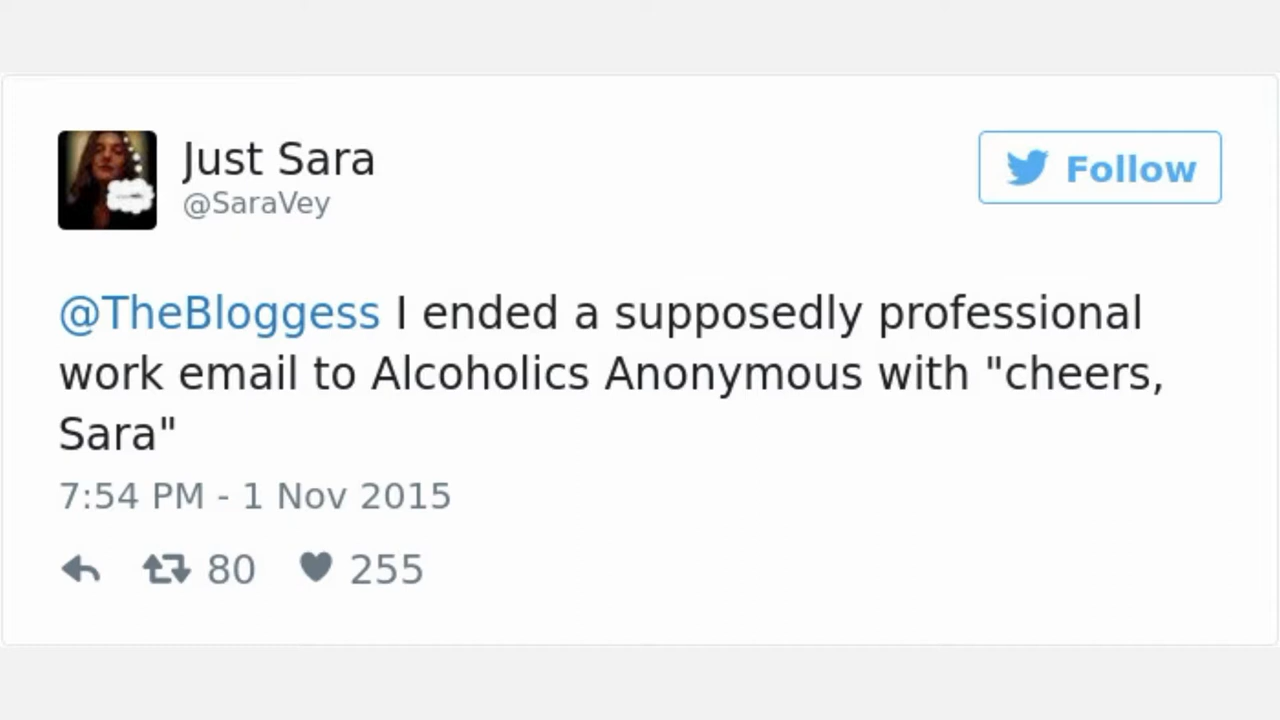 Just Sara
@SaraVey
Follow
@TheBloggess I ended a supposedly professional
work email to Alcoholics Anonymous with "cheers,
Sara"
7:54 PM - 1 Nov 2015
80 255